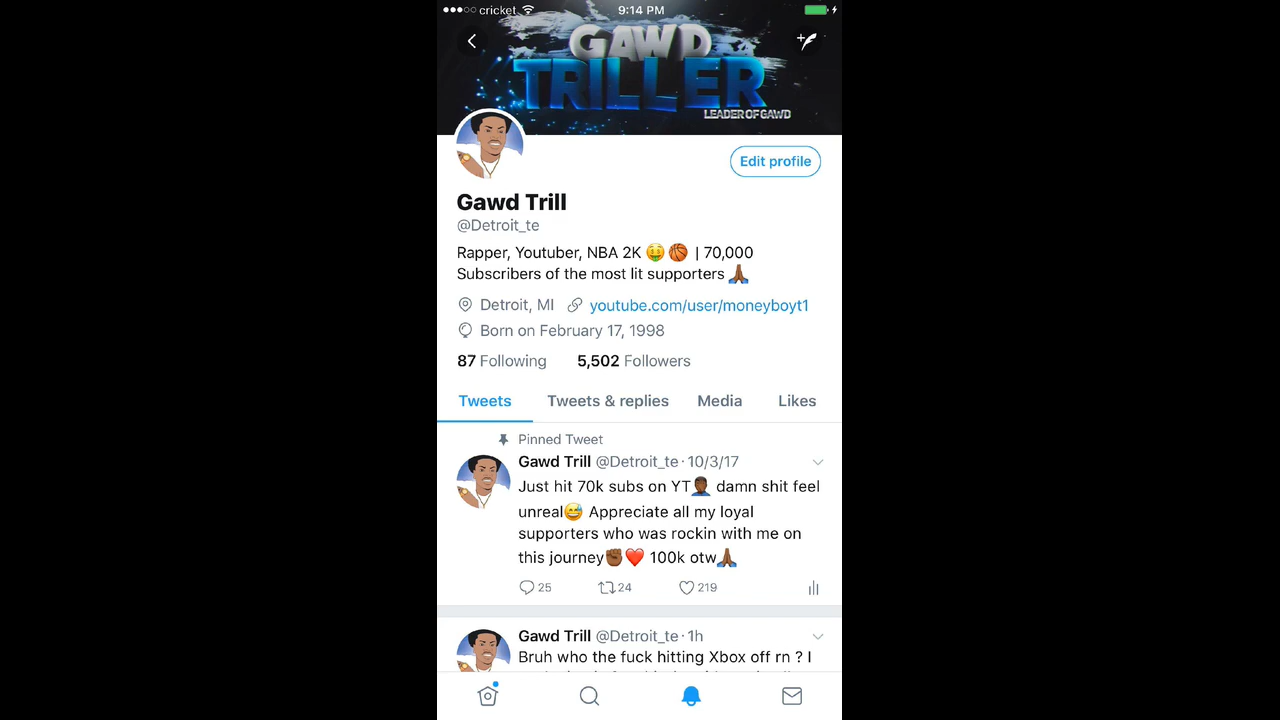 cricket 9:14 PM
GAWD
TRILLER
LEADER OF GAWD
Edit profile
Gawd Trill
@Detroit_te
Rapper, Youtuber, NBA 2K 🤑 🏀 | 70,000
Subscribers of the most lit supporters 🙏🏾
Detroit, MI youtube.com/user/moneyboyt1
Born on February 17, 1998
87 Following 5,502 Followers
Tweets Tweets & replies Media Likes
Pinned Tweet
Gawd Trill @Detroit_te · 10/3/17
Just hit 70k subs on YT🤦🏾‍♂️ damn shit feel
unreal😅 Appreciate all my loyal
supporters who was rockin with me on
this journey✊🏾❤️ 100k otw🙏🏾
25 24 219
Gawd Trill @Detroit_te · 1h
Bruh who the fuck hitting Xbox off rn ? I